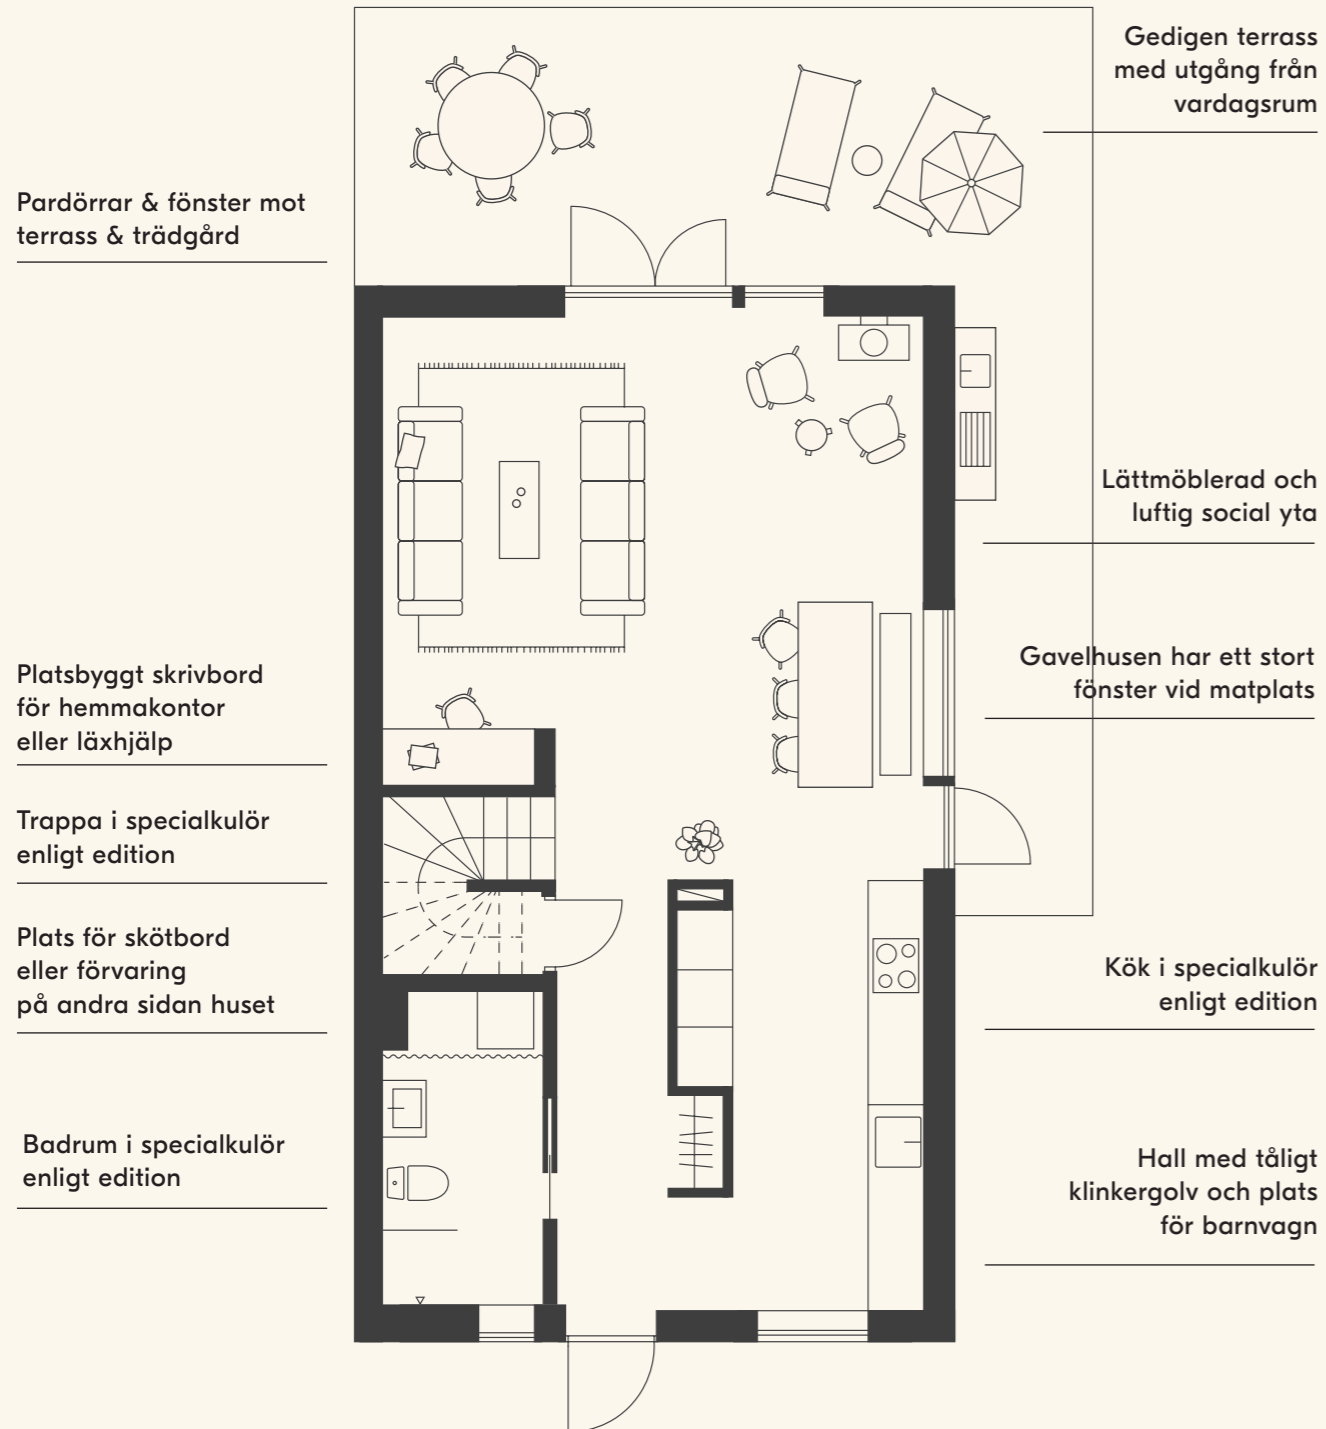 Gedigen terrass
med utgång från
vardagsrum
Pardörrar & fönster mot
terrass & trädgård
Lättmöblerad och
luftig social yta
Gavelhusen har ett stort
fönster vid matplats
Platsbyggt skrivbord
för hemmakontor
eller läxhjälp
Trappa i specialkulör
enligt edition
Plats för skötbord
eller förvaring
på andra sidan huset
Kök i specialkulör
enligt edition
Badrum i specialkulör
enligt edition
Hall med tåligt
klinkergolv och plats
för barnvagn